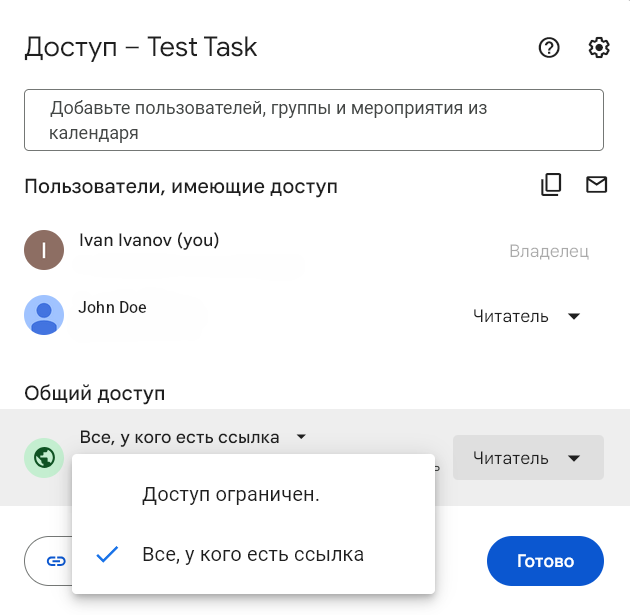 Доступ – Test Task
Добавьте пользователей, группы и мероприятия из
календаря
Пользователи, имеющие доступ
I
Ivan Ivanov (you)
Владелец
John Doe
Читатель
Общий доступ
Все, у кого есть ссылка
Читатель
Доступ ограничен.
Все, у кого есть ссылка
Готово